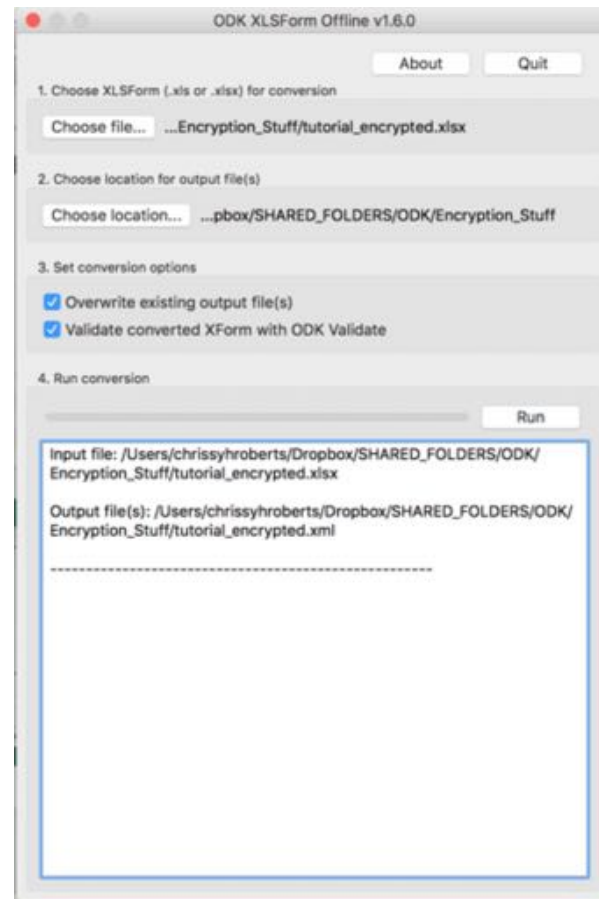 ODK XLSForm Offline v1.6.0
About Quit
1. Choose XLSForm (.xls or .xlsx) for conversion
Choose file... ...Encryption_Stuff/tutorial_encrypted.xlsx
2. Choose location for output file(s)
Choose location... ...pbox/SHARED_FOLDERS/ODK/Encryption_Stuff
3. Set conversion options
Overwrite existing output file(s)
Validate converted XForm with ODK Validate
4. Run conversion
Run
Input file: /Users/chrissyhroberts/Dropbox/SHARED_FOLDERS/ODK/
Encryption_Stuff/tutorial_encrypted.xlsx
Output file(s): /Users/chrissyhroberts/Dropbox/SHARED_FOLDERS/ODK/
Encryption_Stuff/tutorial_encrypted.xml
------------------------------------------------------